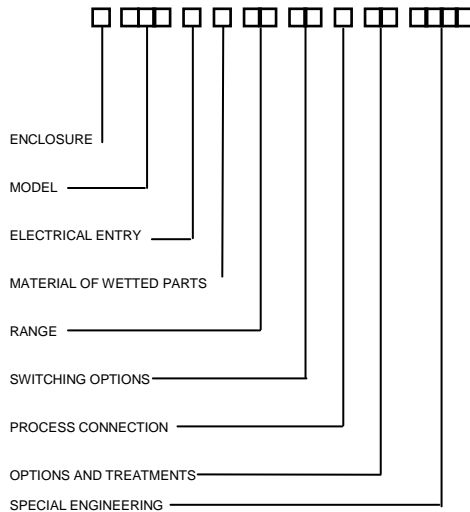 ENCLOSURE
MODEL
ELECTRICAL ENTRY
MATERIAL OF WETTED PARTS
RANGE
SWITCHING OPTIONS
PROCESS CONNECTION
OPTIONS AND TREATMENTS
SPECIAL ENGINEERING